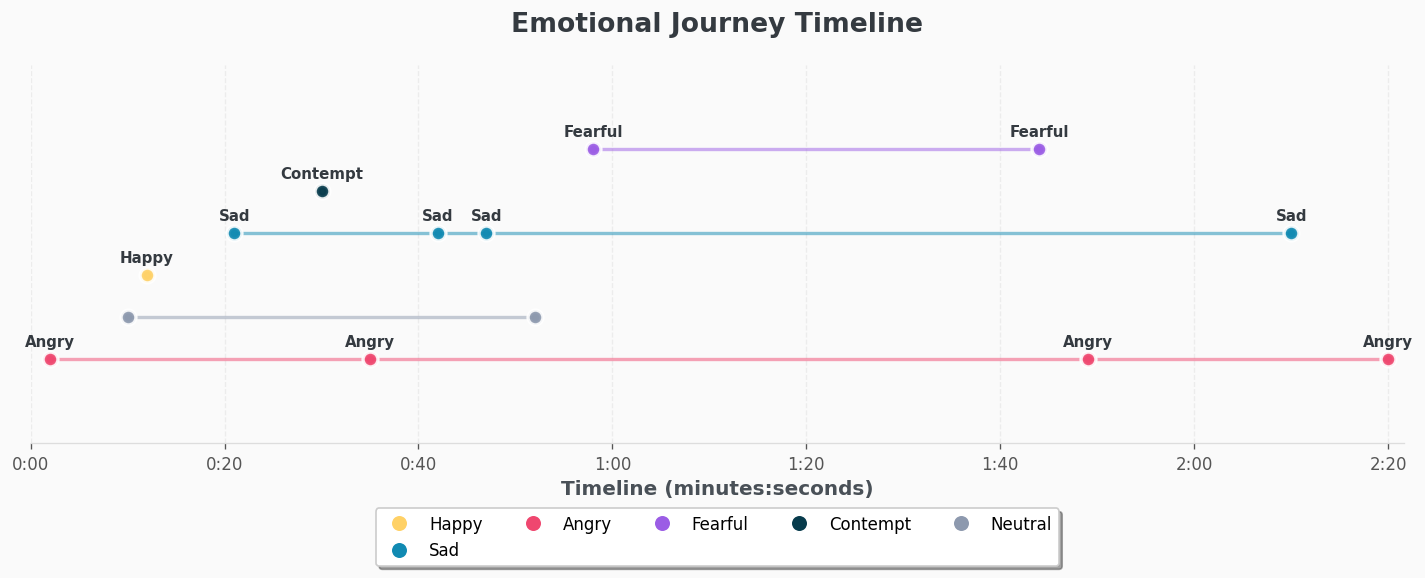 Emotional Journey Timeline
Fearful Fearful
Contempt
Sad Sad Sad Sad
Happy
Angry Angry Angry Angry
0:00 0:20 0:40 1:00 1:20 1:40 2:00 2:20
Timeline (minutes:seconds)
Happy Angry Fearful Contempt Neutral
Sad